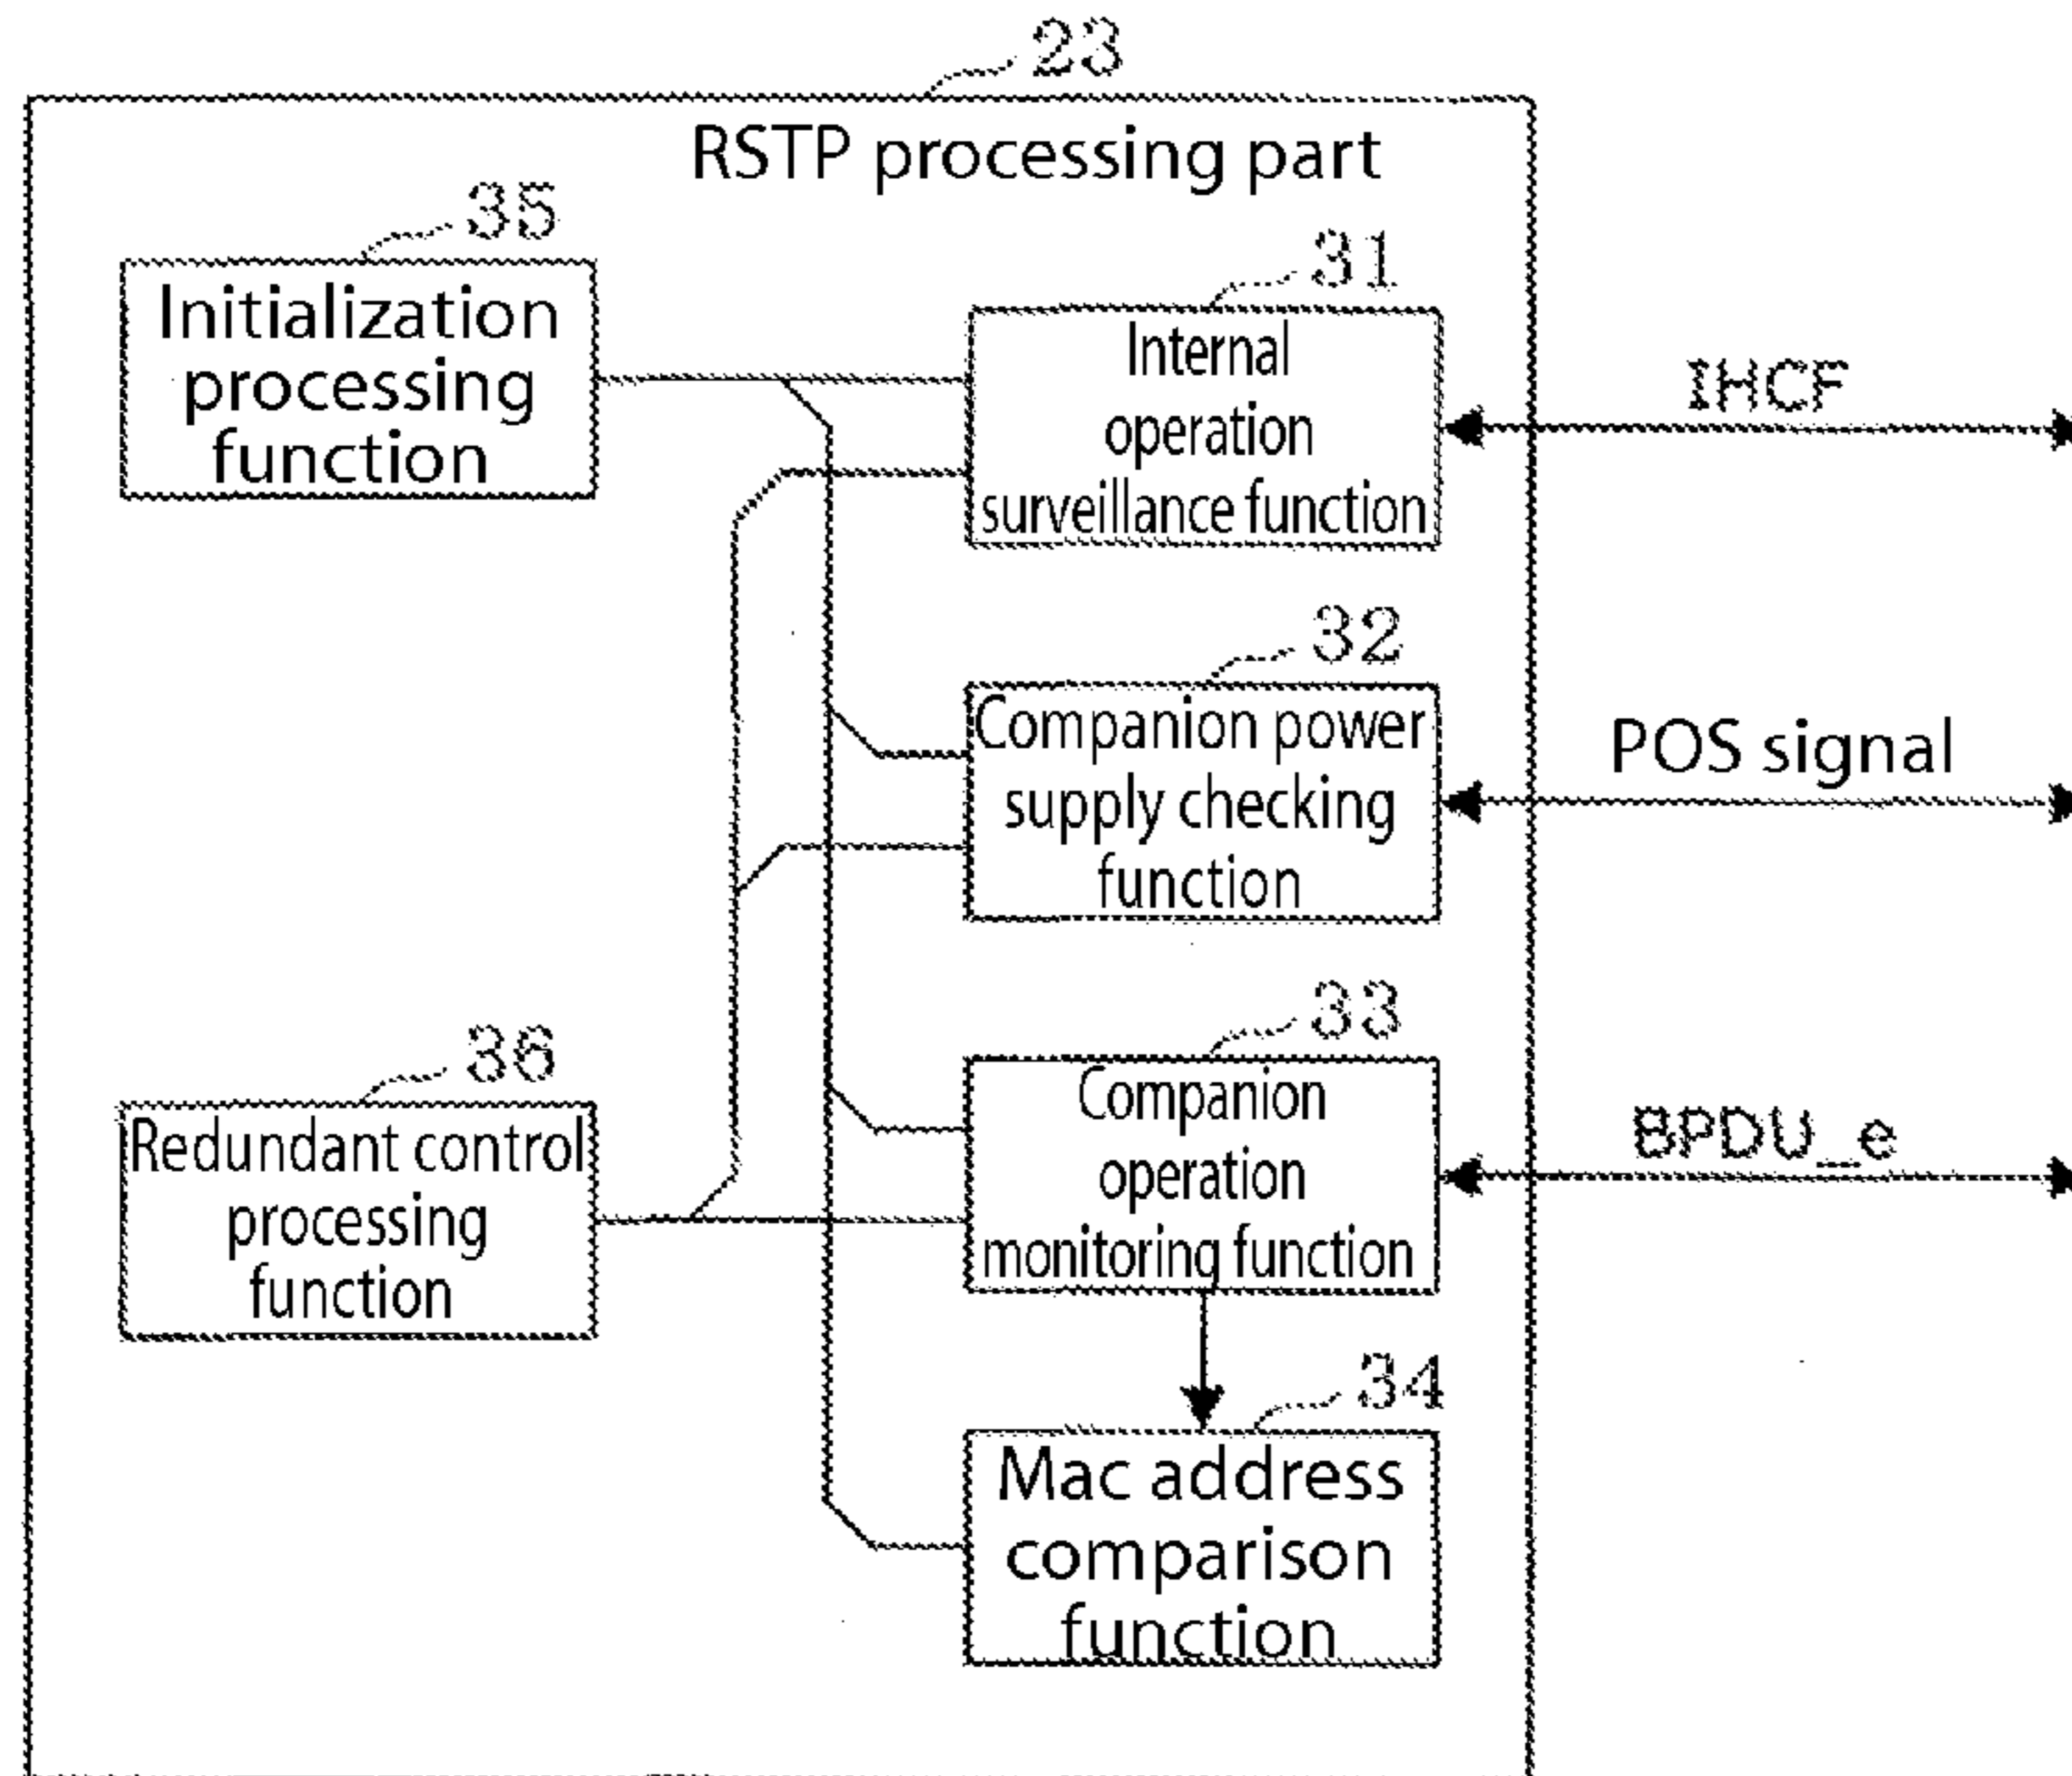 23
RSTP processing part
35
Initialization
processing
function
31
Internal
operation
surveillance function
IHCF
32
Companion power
supply checking
function
POS signal
33
Companion
operation
monitoring function
BPDU_e
36
Redundant control
processing
function
34
Mac address
comparison
function